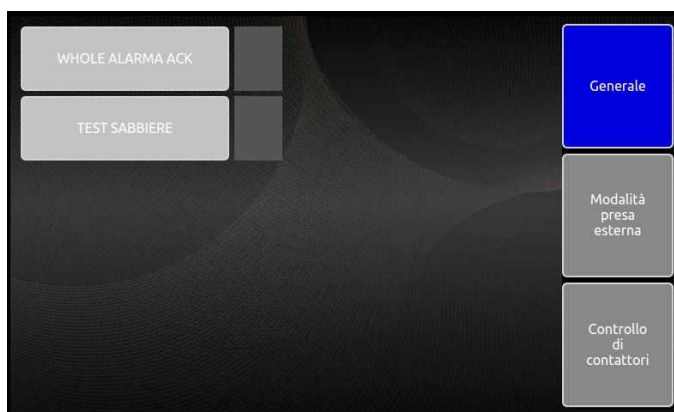 WHOLE ALARMA ACK
TEST SABBIERE
Generale
Modalità
presa
esterna
Controllo
di
contattori